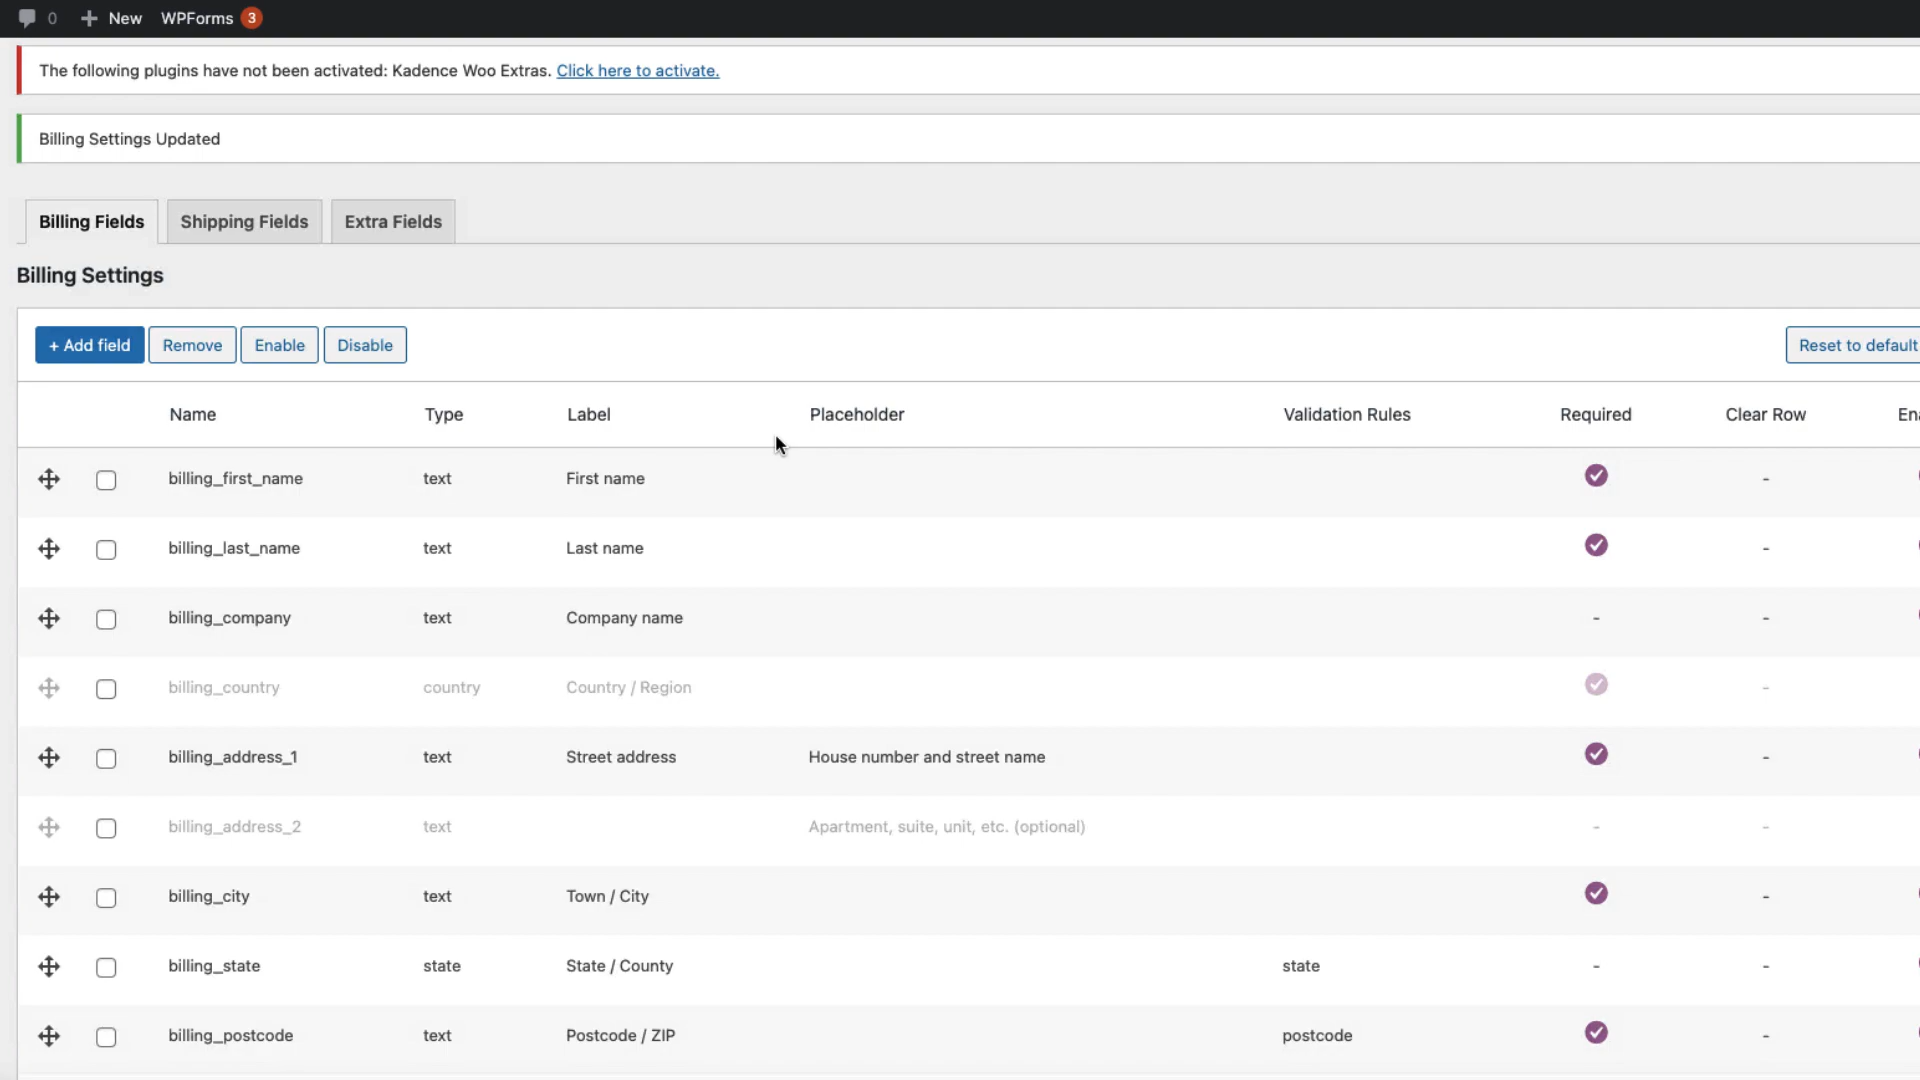 0 New WPForms 3
The following plugins have not been activated: Kadence Woo Extras. Click here to activate.
Billing Settings Updated
Billing Fields Shipping Fields Extra Fields
Billing Settings
+ Add field Remove Enable Disable Reset to default
Name Type Label Placeholder Validation Rules Required Clear Row
billing_first_name text First name -
billing_last_name text Last name -
billing_company text Company name - -
billing_country country Country / Region -
billing_address_1 text Street address House number and street name -
billing_address_2 text Apartment, suite, unit, etc. (optional) - -
billing_city text Town / City -
billing_state state State / County state - -
billing_postcode text Postcode / ZIP postcode -